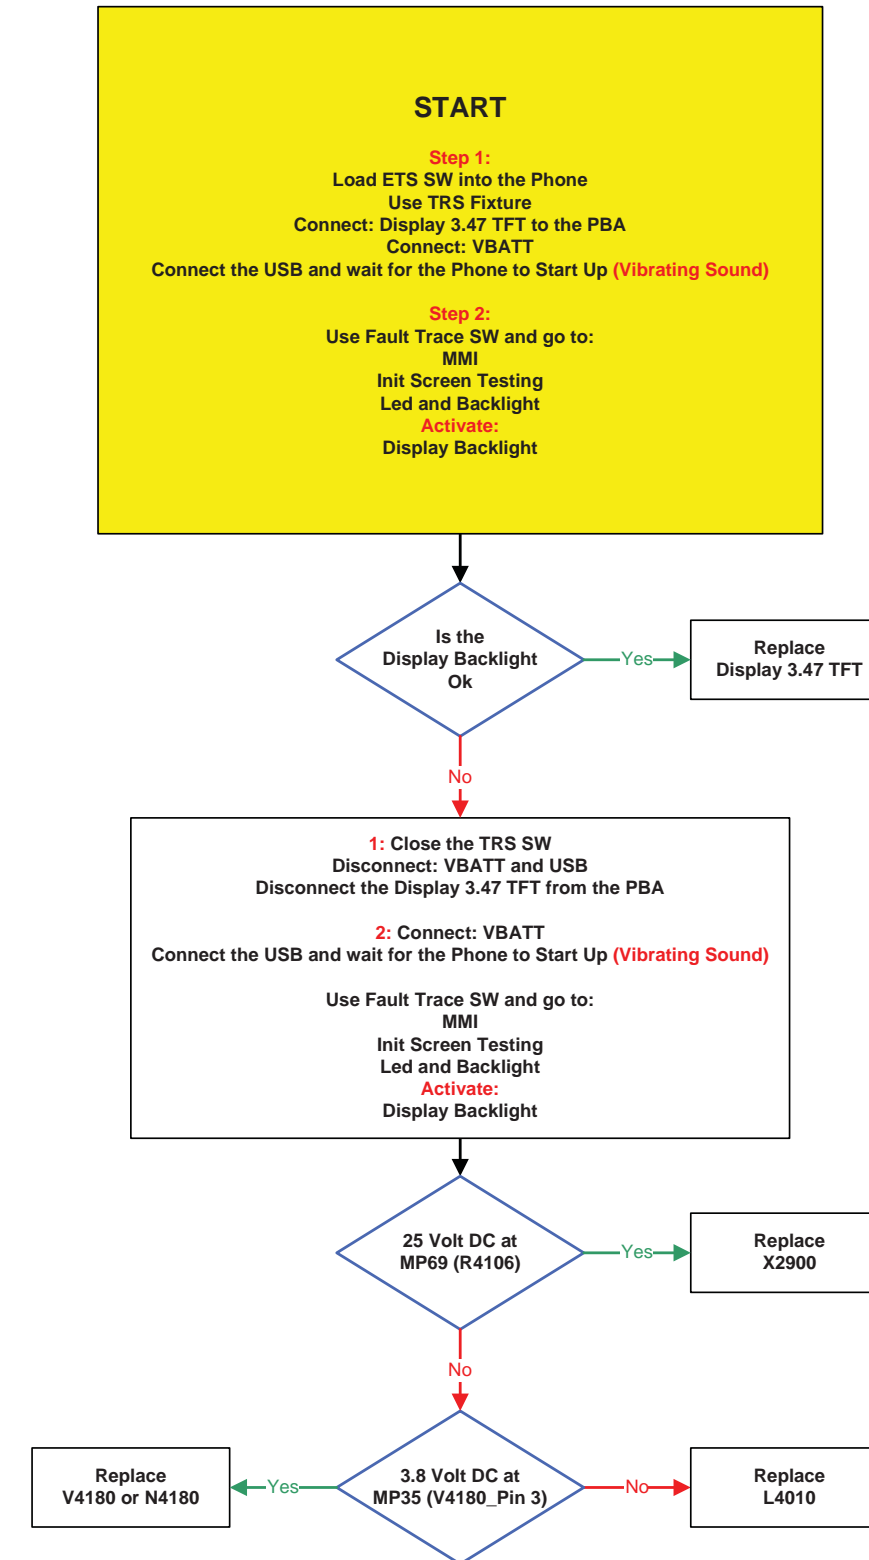 START
Step 1:
Load ETS SW into the Phone
Use TRS Fixture
Connect: Display 3.47 TFT to the PBA
Connect: VBATT
Connect the USB and wait for the Phone to Start Up (Vibrating Sound)
Step 2:
Use Fault Trace SW and go to:
MMI
Init Screen Testing
Led and Backlight
Activate:
Display Backlight
Is the
Display Backlight
Ok
Yes
Replace
Display 3.47 TFT
No
1: Close the TRS SW
Disconnect: VBATT and USB
Disconnect the Display 3.47 TFT from the PBA
2: Connect: VBATT
Connect the USB and wait for the Phone to Start Up (Vibrating Sound)
Use Fault Trace SW and go to:
MMI
Init Screen Testing
Led and Backlight
Activate:
Display Backlight
25 Volt DC at
MP69 (R4106)
Yes
Replace
X2900
No
Replace
V4180 or N4180
Yes
3.8 Volt DC at
MP35 (V4180_Pin 3)
No
Replace
L4010